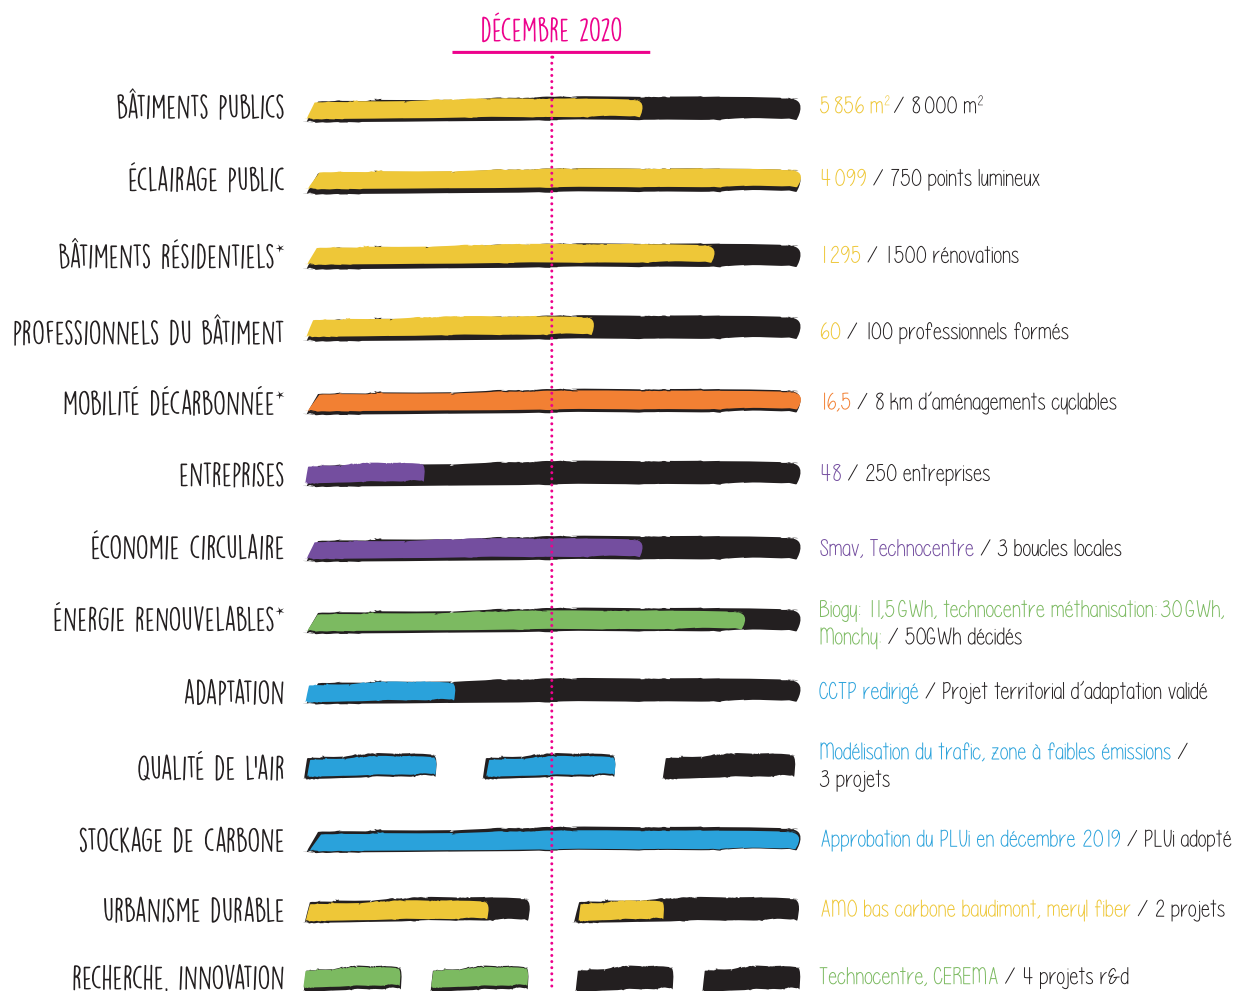 DÉCEMBRE 2020
BÂTIMENTS PUBLICS 5 856 m² / 8 000 m²
ÉCLAIRAGE PUBLIC 4 099 / 750 points lumineux
BÂTIMENTS RÉSIDENTIELS* 1 295 / 1 500 rénovations
PROFESSIONNELS DU BÂTIMENT 60 / 100 professionnels formés
MOBILITÉ DÉCARBONNÉE* 16,5 / 8 km d'aménagements cyclables
ENTREPRISES 48 / 250 entreprises
ÉCONOMIE CIRCULAIRE Smav, Technocentre / 3 boucles locales
ÉNERGIE RENOUVELABLES* Biogy: 11,5 GWh, technocentre méthanisation: 30 GWh,
Monchy: / 50GWh décidés
ADAPTATION CCTP redirigé / Projet territorial d'adaptation validé
QUALITÉ DE L'AIR Modélisation du trafic, zone à faibles émissions /
3 projets
STOCKAGE DE CARBONE Approbation du PLUi en décembre 2019 / PLUi adopté
URBANISME DURABLE AMO bas carbone baudimont, meryl fiber / 2 projets
RECHERCHE, INNOVATION Technocentre, CEREMA / 4 projets r&d